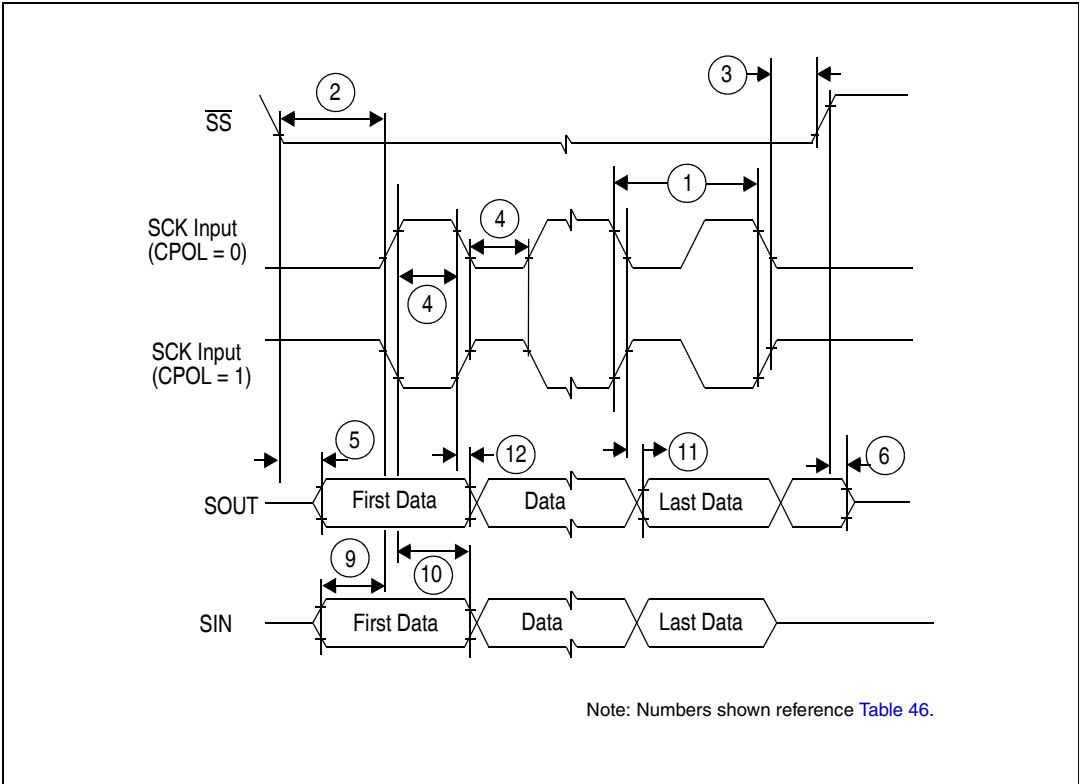 3
2
SS
1
SCK Input
(CPOL = 0)
4
4
SCK Input
(CPOL = 1)
5
12
11
6
SOUT
First Data
Data
Last Data
9
10
SIN
First Data
Data
Last Data
Note: Numbers shown reference Table 46.